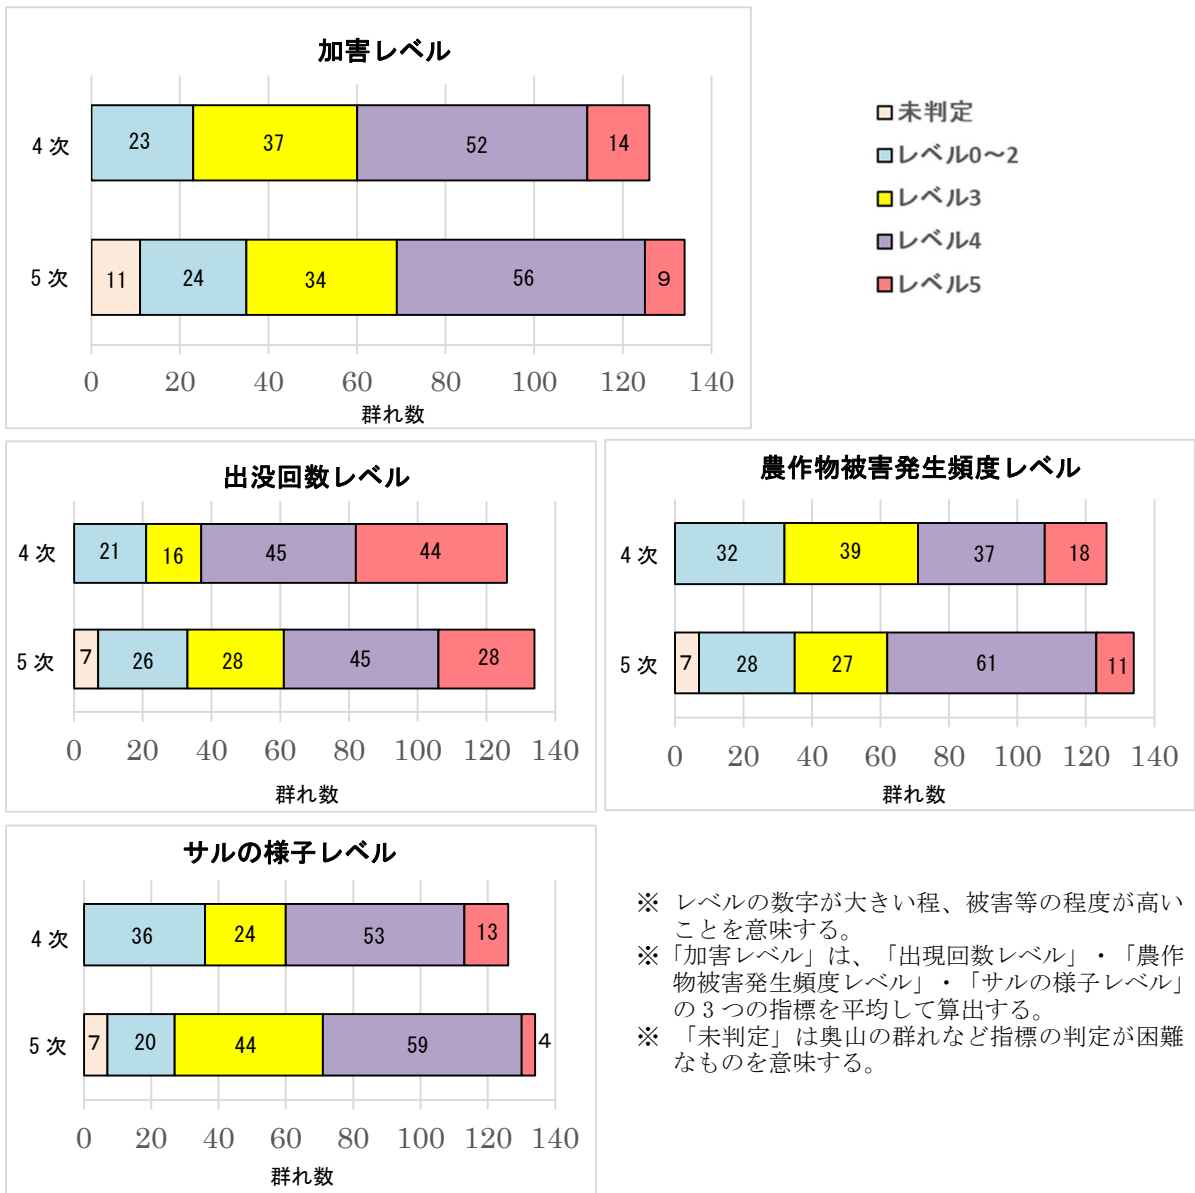 加害レベル
4 次
23
37
52
14
5 次
11
24
34
56
9
0 20 40 60 80 100 120 140
群れ数
未判定
レベル0～2
レベル3
レベル4
レベル5
出没回数レベル
4 次
21
16
45
44
5 次
7
26
28
45
28
0 20 40 60 80 100 120 140
群れ数
農作物被害発生頻度レベル
4 次
32
39
37
18
5 次
7
28
27
61
11
0 20 40 60 80 100 120 140
群れ数
サルの様子レベル
4 次
36
24
53
13
5 次
7
20
44
59
4
0 20 40 60 80 100 120 140
群れ数
※ レベルの数字が大きい程、被害等の程度が高い
ことを意味する。
※「加害レベル」は、「出現回数レベル」・「農作
物被害発生頻度レベル」・「サルの様子レベル」
の 3 つの指標を平均して算出する。
※ 「未判定」は奥山の群れなど指標の判定が困難
なものを意味する。